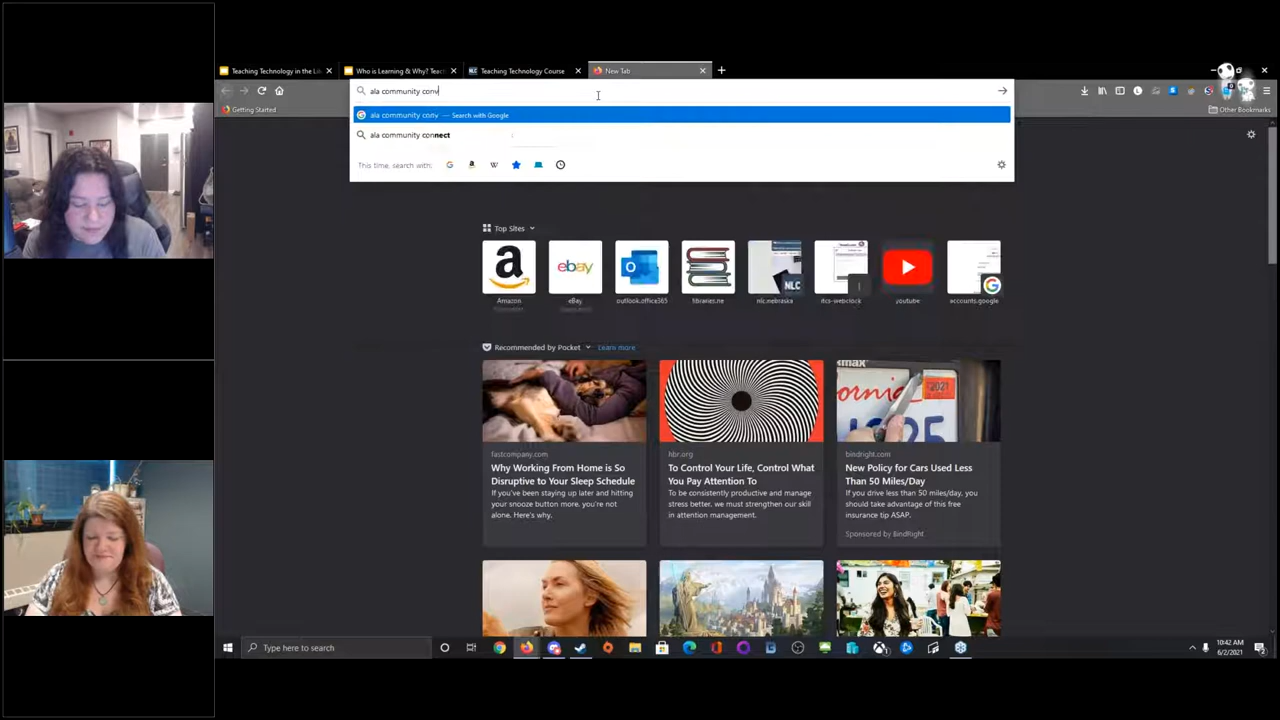 Teaching Technology in the Li
Who is Learning & Why? Teac
Teaching Technology Course
New Tab
ala community conv
Getting Started
Other Bookmarks
ala community conv — Search with Google
ala community connect
This time, search with:
Top Sites
Amazon
eBay
outlook.office365
libraries.ne
nlc.nebraska
youtube
accounts.google
NLC
ebay
Recommended by Pocket
Learn more
fastcompany.com
Why Working From Home is So
Disruptive to Your Sleep Schedule
If you've been staying up later and hitting
your snooze button more, you're not
alone. Here's why.
hbr.org
To Control Your Life, Control What
You Pay Attention To
To be consistently productive and manage
stress better, we must strengthen our skill
in attention management.
2021
bindright.com
New Policy for Cars Used Less
Than 50 Miles/Day
If you drive less than 50 miles/day, you
should take advantage of this free
insurance tip ASAP.
Sponsored by BindRight
Type here to search
10:42 AM
6/2/2021